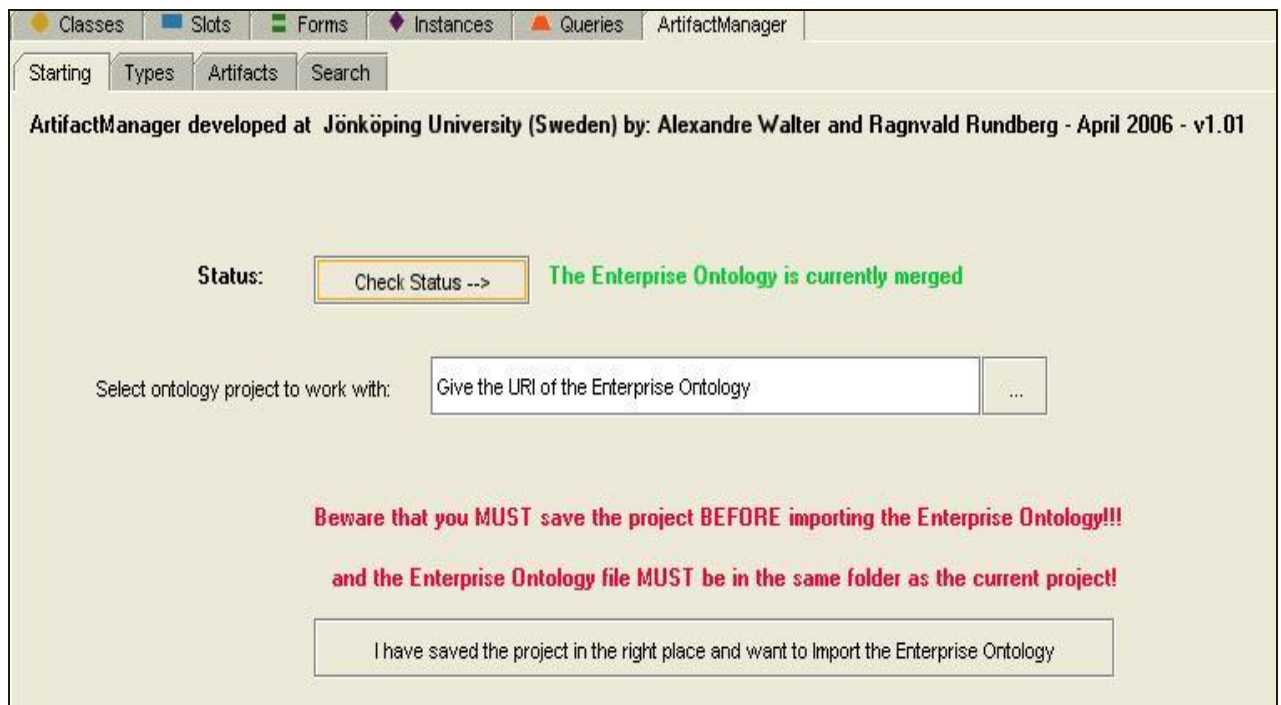 Classes Slots Forms Instances Queries ArtifactManager
Starting Types Artifacts Search
ArtifactManager developed at Jönköping University (Sweden) by: Alexandre Walter and Ragnvald Rundberg - April 2006 - v1.01
Status: Check Status --> The Enterprise Ontology is currently merged
Select ontology project to work with: Give the URI of the Enterprise Ontology ...
Beware that you MUST save the project BEFORE importing the Enterprise Ontology!!!
and the Enterprise Ontology file MUST be in the same folder as the current project!
I have saved the project in the right place and want to Import the Enterprise Ontology